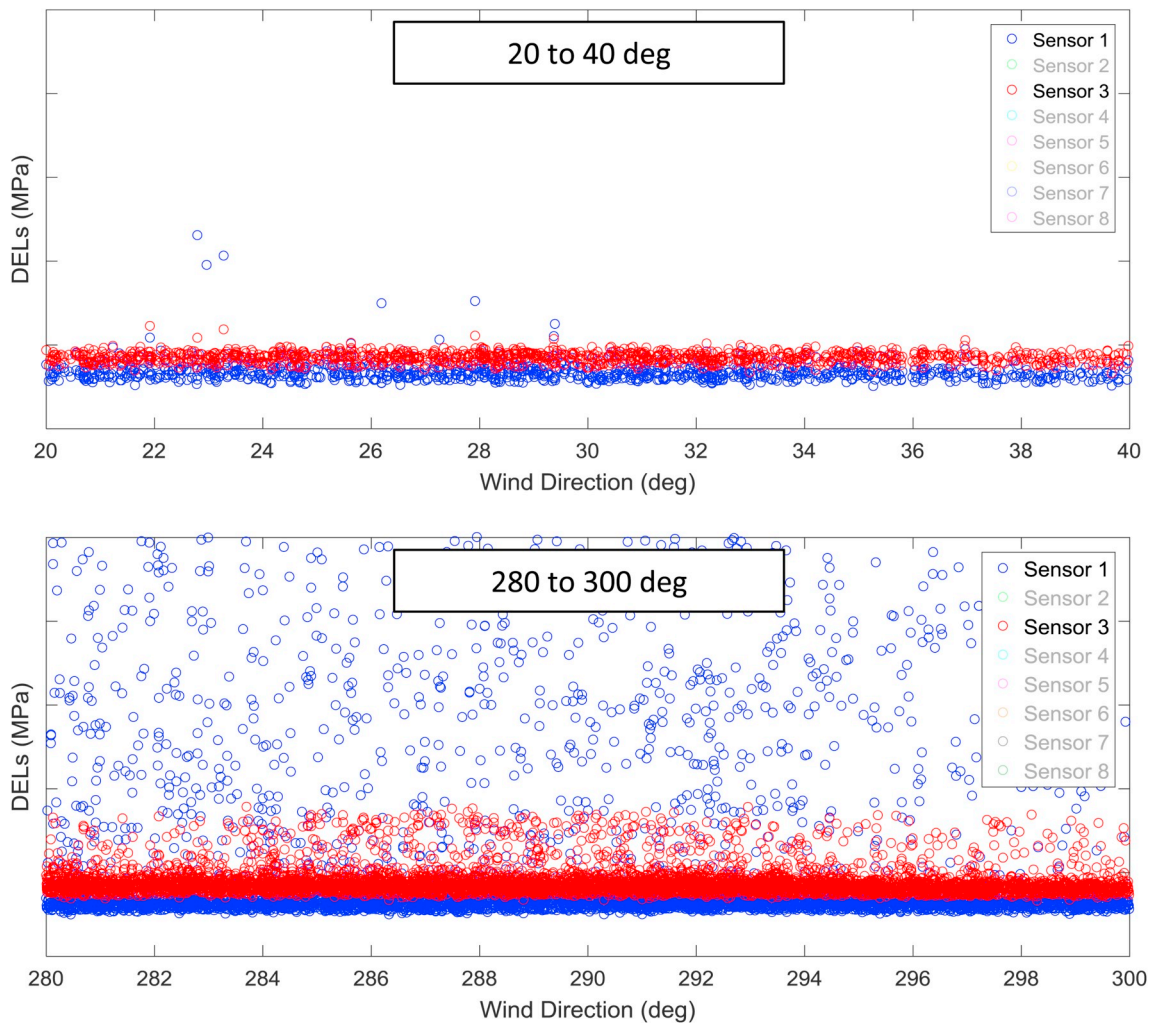 20 to 40 deg
Sensor 1
Sensor 2
Sensor 3
Sensor 4
Sensor 5
Sensor 6
Sensor 7
Sensor 8
DELs (MPa)
20 22 24 26 28 30 32 34 36 38 40
Wind Direction (deg)
280 to 300 deg
Sensor 1
Sensor 2
Sensor 3
Sensor 4
Sensor 5
Sensor 6
Sensor 7
Sensor 8
DELs (MPa)
280 282 284 286 288 290 292 294 296 298 300
Wind Direction (deg)